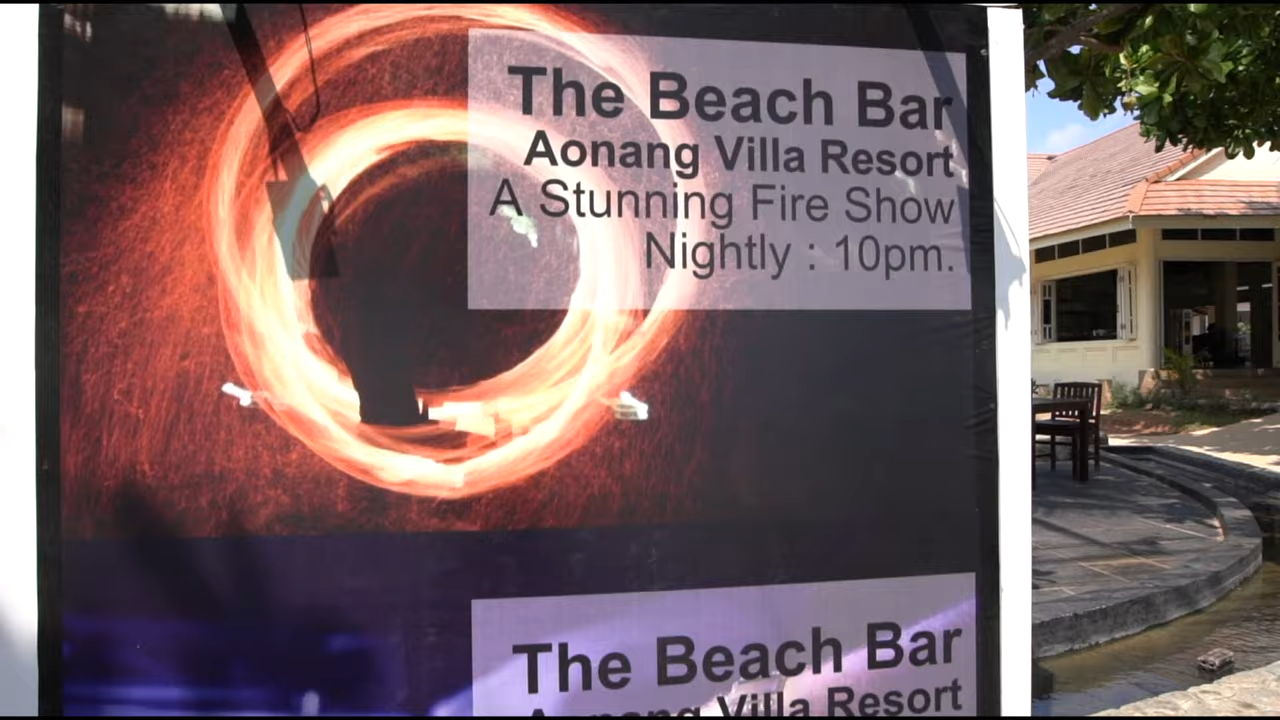 The Beach Bar
Aonang Villa Resort
A Stunning Fire Show
Nightly : 10pm.
The Beach Bar
Aonang Villa Resort